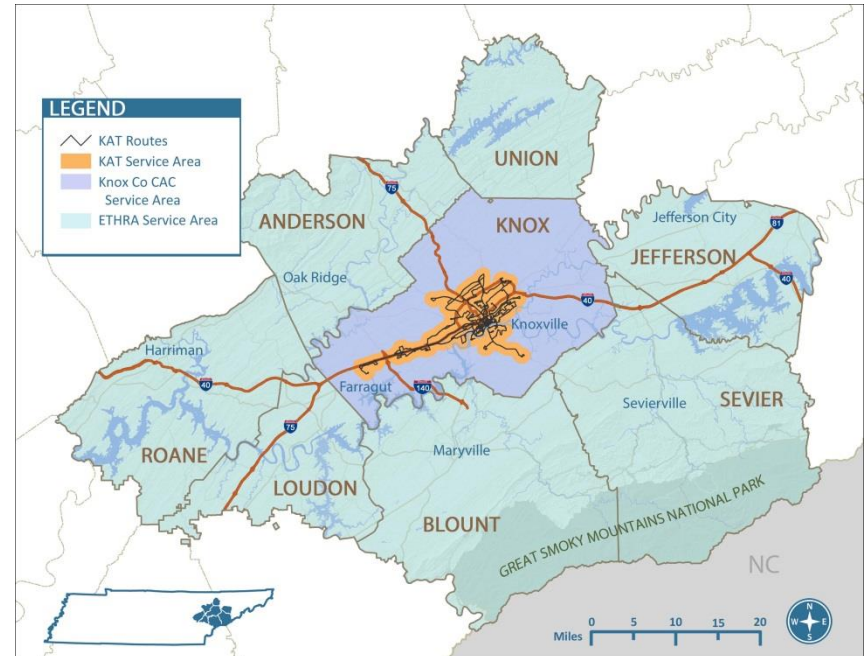 LEGEND
KAT Routes
KAT Service Area
Knox Co CAC
Service Area
ETHRA Service Area
UNION
75
ANDERSON
KNOX
Jefferson City
81
JEFFERSON
Oak Ridge
40
40
Knoxville
Harriman
40
Farragut
140
Sevierville
SEVIER
75
Maryville
ROANE
LOUDON
BLOUNT
GREAT SMOKY MOUNTAINS NATIONAL PARK
NC
N
W E
S
0 5 10 15 20
Miles